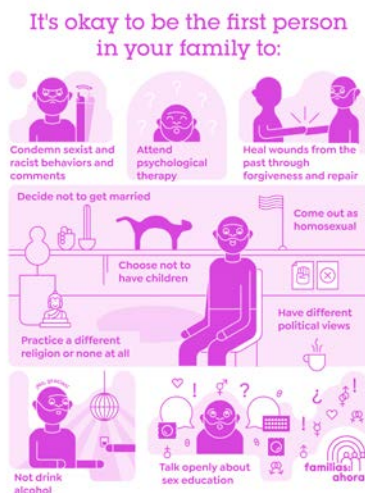 It's okay to be the first person
in your family to:
Condemn sexist and
racist behaviors and
comments
Attend
psychological
therapy
Heal wounds from the
past through
forgiveness and repair
Decide not to get married
Come out as
homosexual
Choose not to
have children
Have different
political views
Practice a different
religion or none at all
Not drink
alcohol
Talk openly about
sex education
familias:
ahora